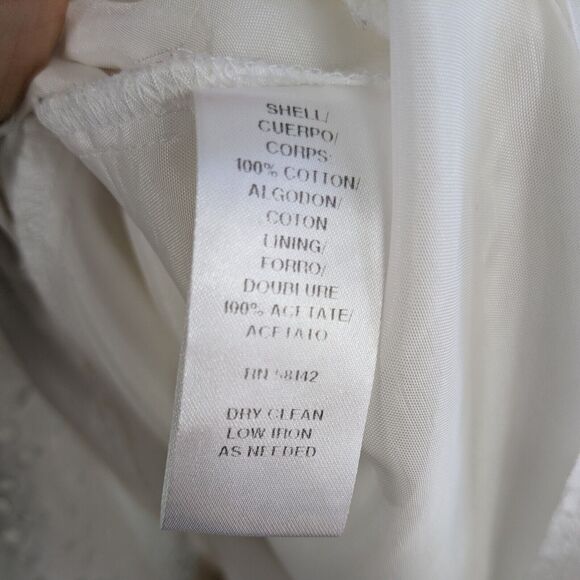 SHELL/
CUERPO/
CORPS:
100% COTTON/
ALGODON/
COTON
LINING/
FORRO/
DOUBLURE
100% ACETATE/
ACETATO
RN 58142
DRY CLEAN
LOW IRON
AS NEEDED